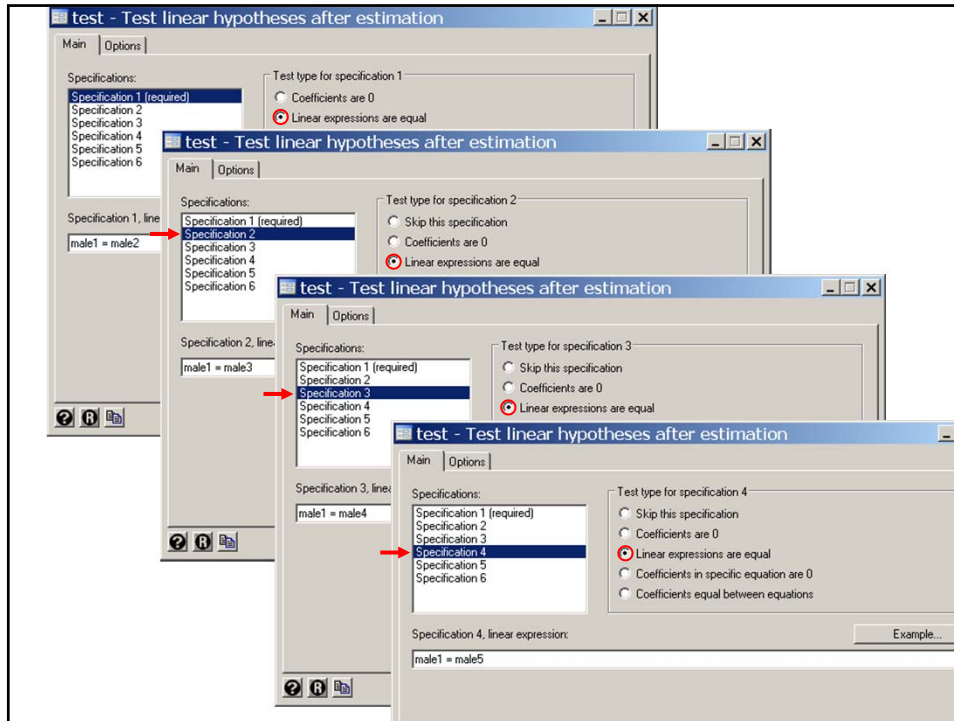 test - Test linear hypotheses after estimation
Main
Options
Specifications:
Specification 1 (required)
Specification 2
Specification 3
Specification 4
Specification 5
Specification 6
Test type for specification 1
Coefficients are 0
Linear expressions are equal
Specification 1, line
male1 = male2
test - Test linear hypotheses after estimation
Main
Options
Specifications:
Specification 1 (required)
Specification 2
Specification 3
Specification 4
Specification 5
Specification 6
Test type for specification 2
Skip this specification
Coefficients are 0
Linear expressions are equal
Specification 2, line
male1 = male3
test - Test linear hypotheses after estimation
Main
Options
Specifications:
Specification 1 (required)
Specification 2
Specification 3
Specification 4
Specification 5
Specification 6
Test type for specification 3
Skip this specification
Coefficients are 0
Linear expressions are equal
Specification 3, linea
male1 = male4
test - Test linear hypotheses after estimation
Main
Options
Specifications:
Specification 1 (required)
Specification 2
Specification 3
Specification 4
Specification 5
Specification 6
Test type for specification 4
Skip this specification
Coefficients are 0
Linear expressions are equal
Coefficients in specific equation are 0
Coefficients equal between equations
Specification 4, linear expression:
Example...
male1 = male5